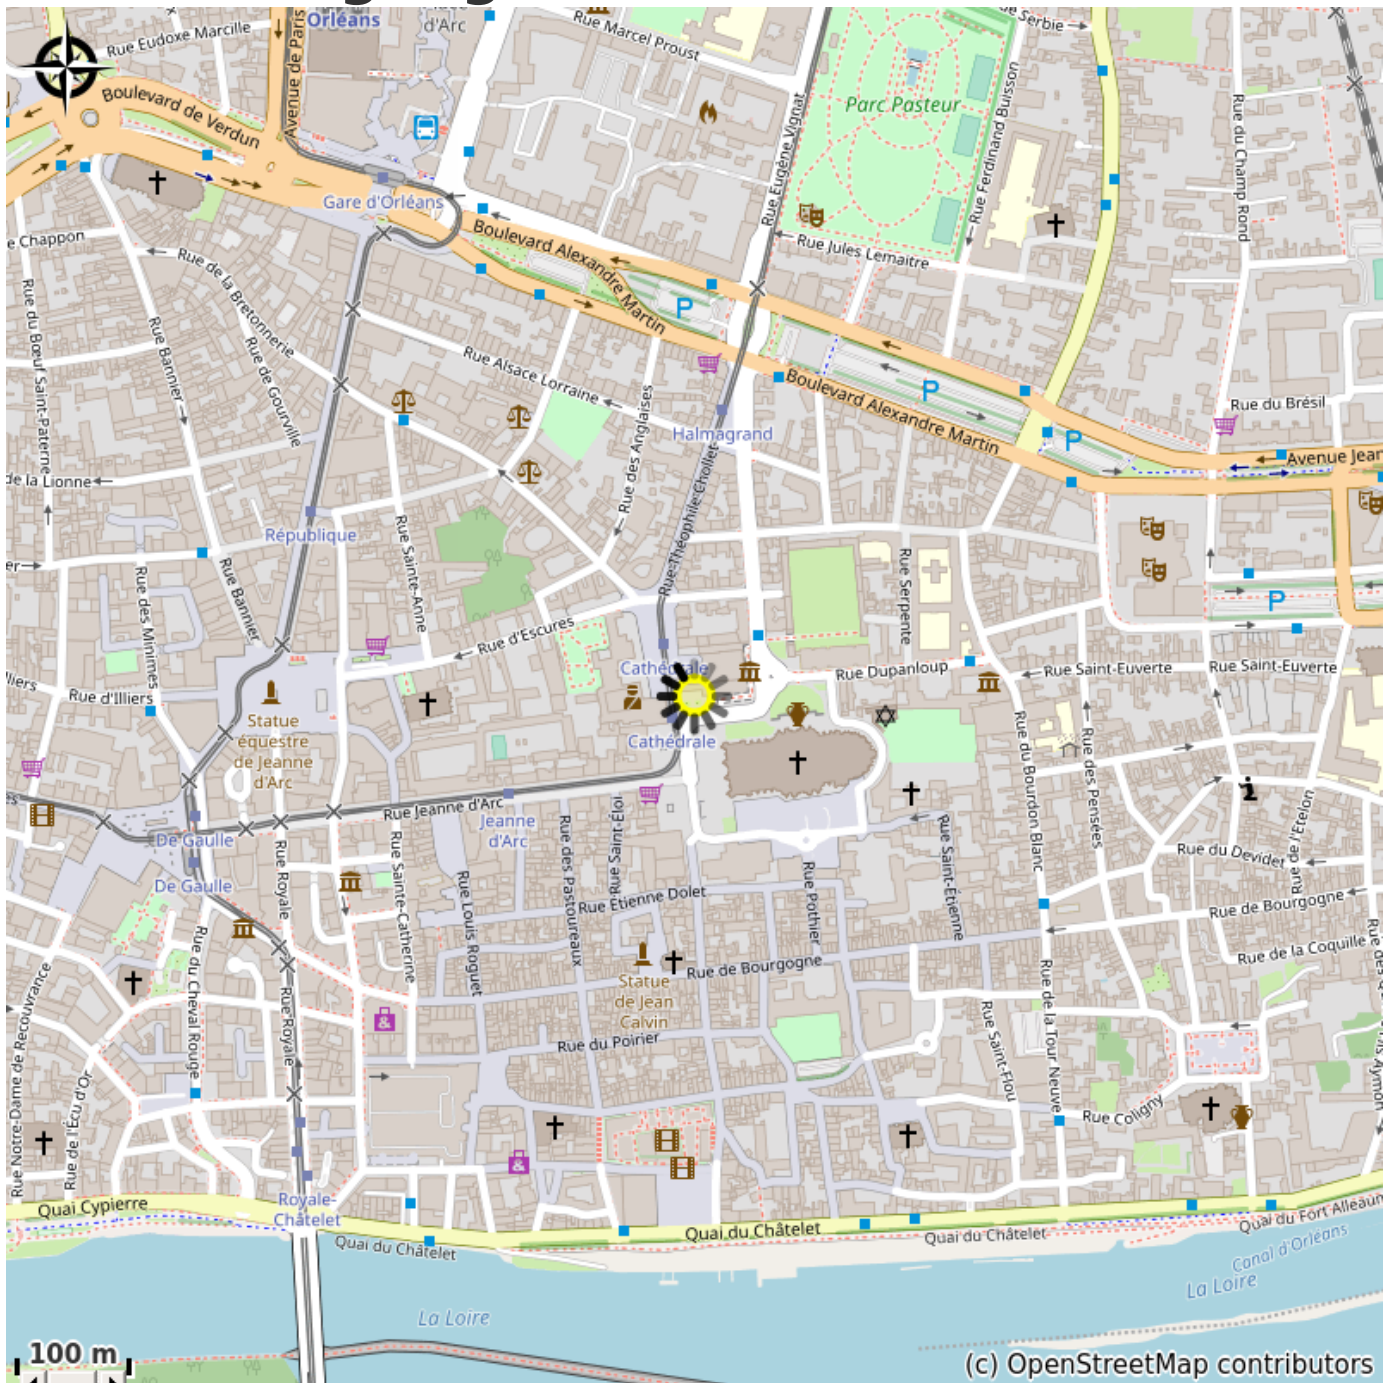 Orléans
d'Arc
Rue Marcel Proust
de Serbie
Rue Eudoxe Marcille
Avenue de Paris
Boulevard de Verdun
Parc Pasteur
Rue Eugène Vignat
Rue Ferdinand Buisson
Rue du Champ Rond
Gare d'Orléans
Boulevard Alexandre Martin
Rue Jules Lemaitre
e Chappon
Rue de la Bretonnerie
Rue du Bœuf Saint-Paterne
Rue Bannier
Rue de Gourville
Rue Alsace Lorraine
Rue des Anglaises
P
P
P
P
Boulevard Alexandre Martin
Rue du Brésil
Halmagrand
Avenue Jean
de la Lionne
Rue Théophile Chollet
République
Rue Sainte-Anne
er
Rue des Minimes
Rue Bannier
Rue Serpente
Rue d'Escures
Cathédrale
Rue Dupanloup
Rue Saint-Euverte
Rue Saint-Euverte
lliers
Rue d'Illiers
Statue
équestre
de Jeanne
d'Arc
Cathédrale
Rue du Bourdon Blanc
Rue des Pensées
Rue Jeanne d'Arc
Jeanne
d'Arc
De Gaulle
De Gaulle
Rue Royale
Rue Sainte-Catherine
Rue Louis Roguet
Rue des Pastoureaux
Rue Saint-Éloi
Rue Étienne Dolet
Rue Pothier
Rue Saint-Étienne
Rue du Devidet
Rue de l'Ételon
Rue de Bourgogne
Rue de la Coquille
Rue du Cheval Rouge
Rue de Bourgogne
Statue
de Jean
Calvin
Rue du Poirier
Rue Royale
Rue Notre-Dame de Recouvrance
Rue de l'Écu d'Or
Rue Saint-Flou
Rue de la Tour Neuve
Rue Coligny
Quai Cypierre
Royale-
Châtelet
Quai du Châtelet
Quai du Châtelet
Quai du Châtelet
Quai du Fort Alleaum
Canal d'Orléans
La Loire
La Loire
100 m
(c) OpenStreetMap contributors